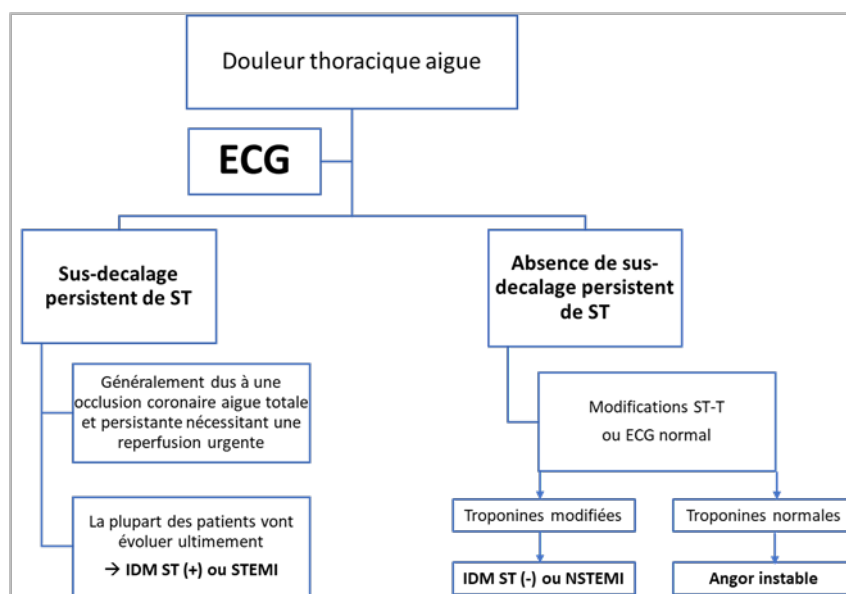 Douleur thoracique aigue
ECG
Sus-decalage
persistent de ST
Absence de sus-
decalage persistent
de ST
Généralement dus à une
occlusion coronaire aigue totale
et persistante nécessitant une
reperfusion urgente
Modifications ST-T
ou ECG normal
La plupart des patients vont
évoluer ultimement
→ IDM ST (+) ou STEMI
Troponines modifiées
Troponines normales
IDM ST (-) ou NSTEMI
Angor instable